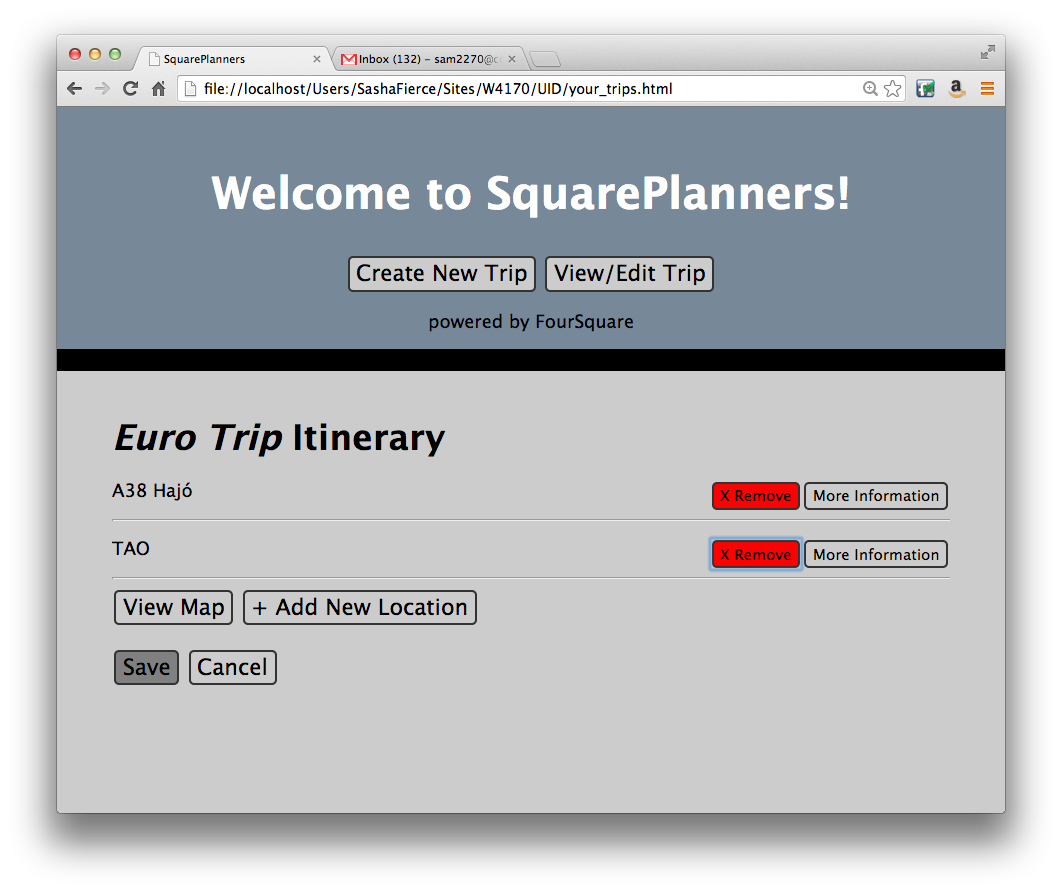 SquarePlanners
Inbox (132) – sam2270@c
file://localhost/Users/SashaFierce/Sites/W4170/UID/your_trips.html
Welcome to SquarePlanners!
Create New Trip View/Edit Trip
powered by FourSquare
Euro Trip Itinerary
A38 Hajó X Remove More Information
TAO X Remove More Information
View Map + Add New Location
Save Cancel